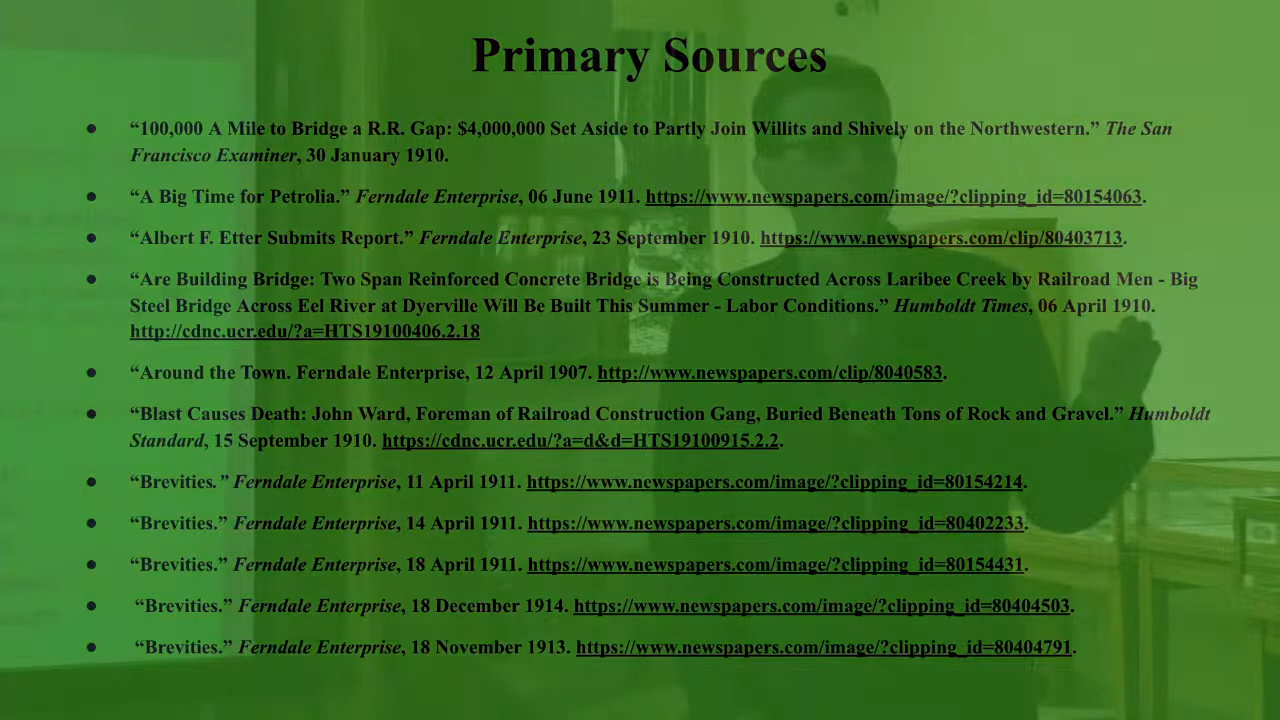 Primary Sources
● “100,000 A Mile to Bridge a R.R. Gap: $4,000,000 Set Aside to Partly Join Willits and Shively on the Northwestern.” The San
Francisco Examiner, 30 January 1910.
● “A Big Time for Petrolia.” Ferndale Enterprise, 06 June 1911. https://www.newspapers.com/image/?clipping_id=80154063.
● “Albert F. Etter Submits Report.” Ferndale Enterprise, 23 September 1910. https://www.newspapers.com/clip/80403713.
● “Are Building Bridge: Two Span Reinforced Concrete Bridge is Being Constructed Across Laribee Creek by Railroad Men - Big
Steel Bridge Across Eel River at Dyerville Will Be Built This Summer - Labor Conditions.” Humboldt Times, 06 April 1910.
http://cdnc.ucr.edu/?a=HTS19100406.2.18
● “Around the Town. Ferndale Enterprise, 12 April 1907. http://www.newspapers.com/clip/8040583.
● “Blast Causes Death: John Ward, Foreman of Railroad Construction Gang, Buried Beneath Tons of Rock and Gravel.” Humboldt
Standard, 15 September 1910. https://cdnc.ucr.edu/?a=d&d=HTS19100915.2.2.
● “Brevities.” Ferndale Enterprise, 11 April 1911. https://www.newspapers.com/image/?clipping_id=80154214.
● “Brevities.” Ferndale Enterprise, 14 April 1911. https://www.newspapers.com/image/?clipping_id=80402233.
● “Brevities.” Ferndale Enterprise, 18 April 1911. https://www.newspapers.com/image/?clipping_id=80154431.
● “Brevities.” Ferndale Enterprise, 18 December 1914. https://www.newspapers.com/image/?clipping_id=80404503.
● “Brevities.” Ferndale Enterprise, 18 November 1913. https://www.newspapers.com/image/?clipping_id=80404791.